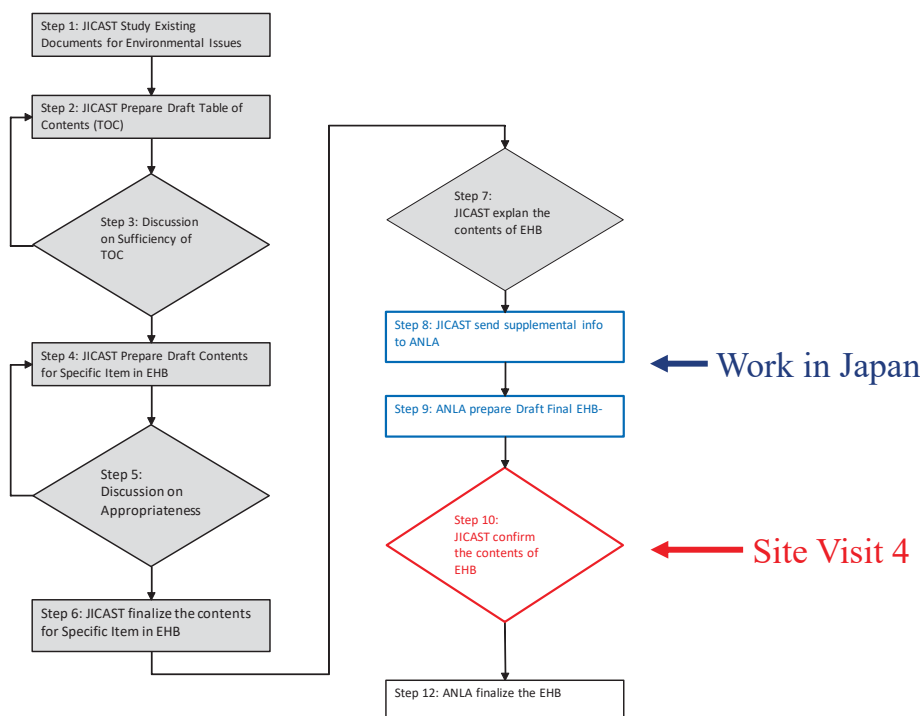 Step 1: JICAST Study Existing
Documents for Environmental Issues
Step 2: JICAST Prepare Draft Table of
Contents (TOC)
Step 3: Discussion
on Sufficiency of
TOC
Step 4: JICAST Prepare Draft Contents
for Specific Item in EHB
Step 5:
Discussion on
Appropriateness
Step 6: JICAST finalize the contents
for Specific Item in EHB
Step 7:
JICAST explan the
contents of EHB
Step 8: JICAST send supplemental info
to ANLA
Work in Japan
Step 9: ANLA prepare Draft Final EHB-
Step 10:
JICAST confirm
the contents of
EHB
Site Visit 4
Step 12: ANLA finalize the EHB